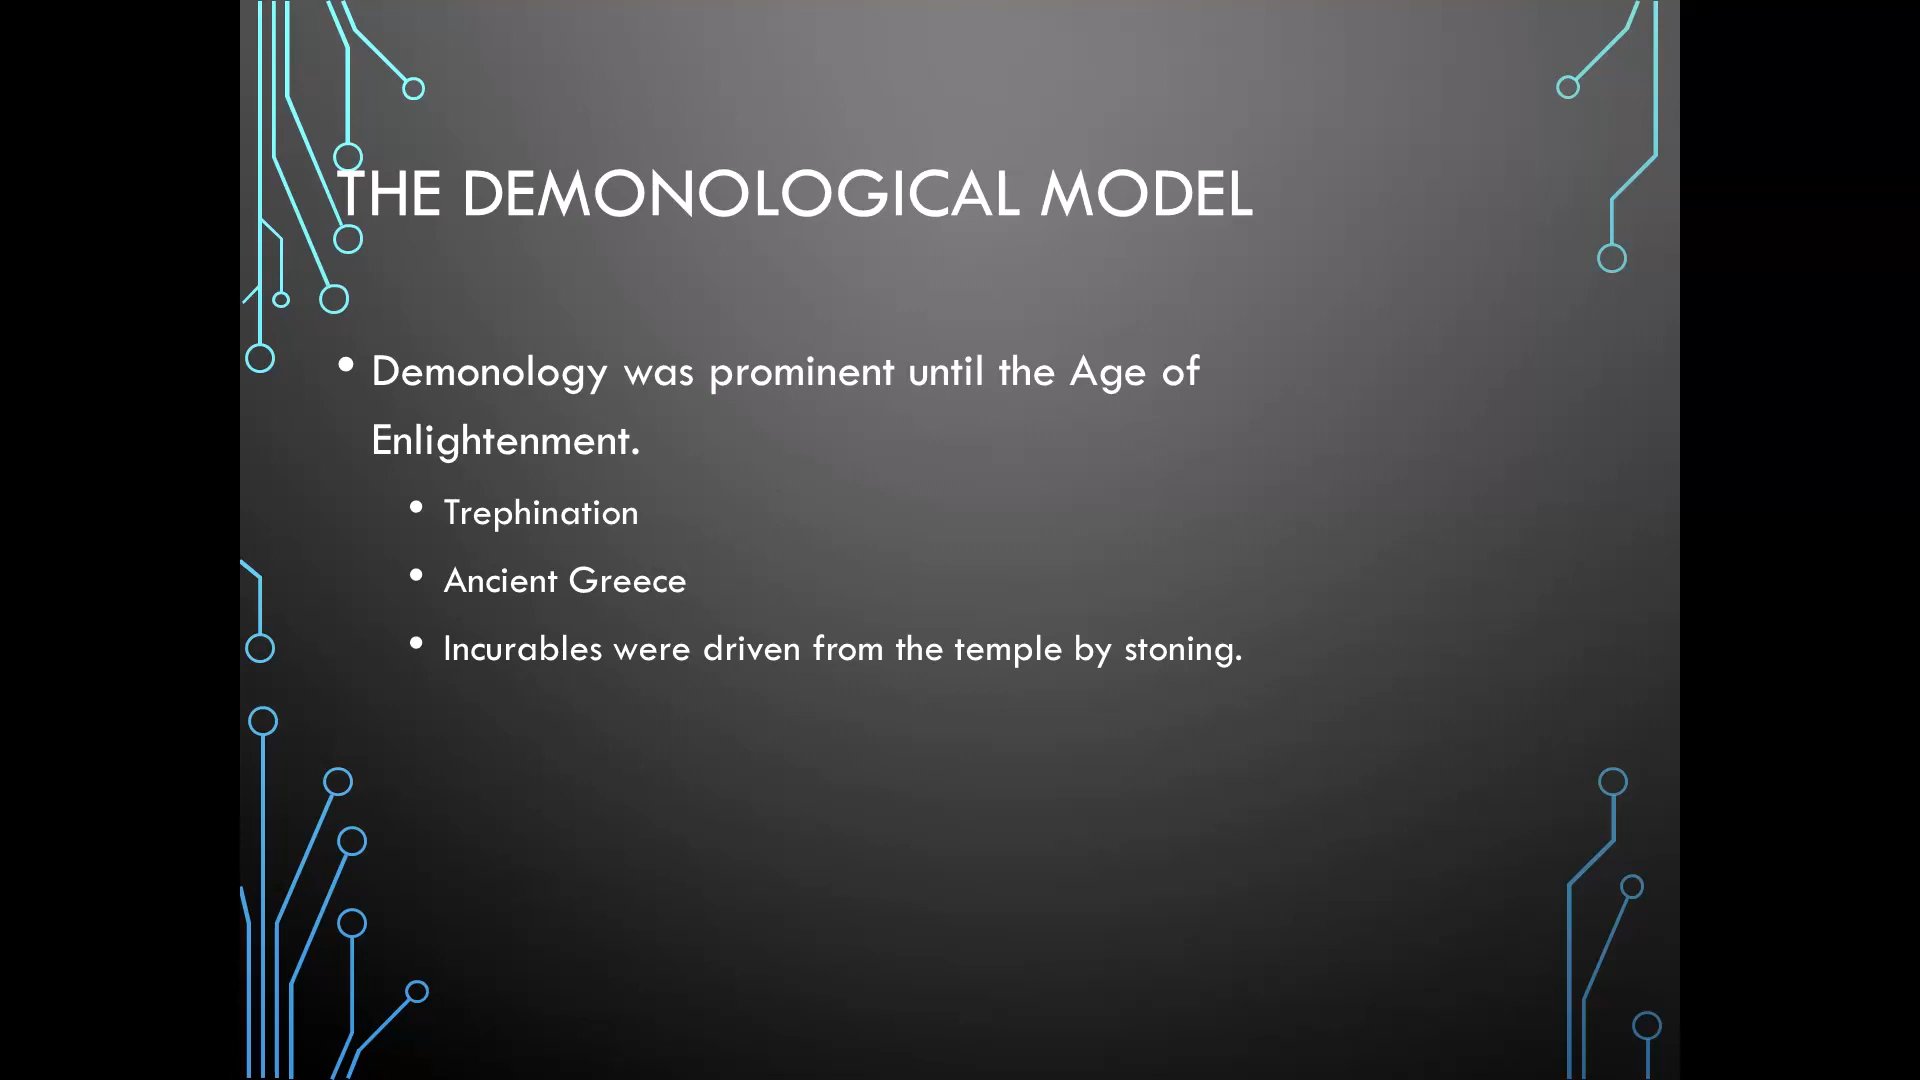 THE DEMONOLOGICAL MODEL
• Demonology was prominent until the Age of
Enlightenment.
• Trephination
• Ancient Greece
• Incurables were driven from the temple by stoning.